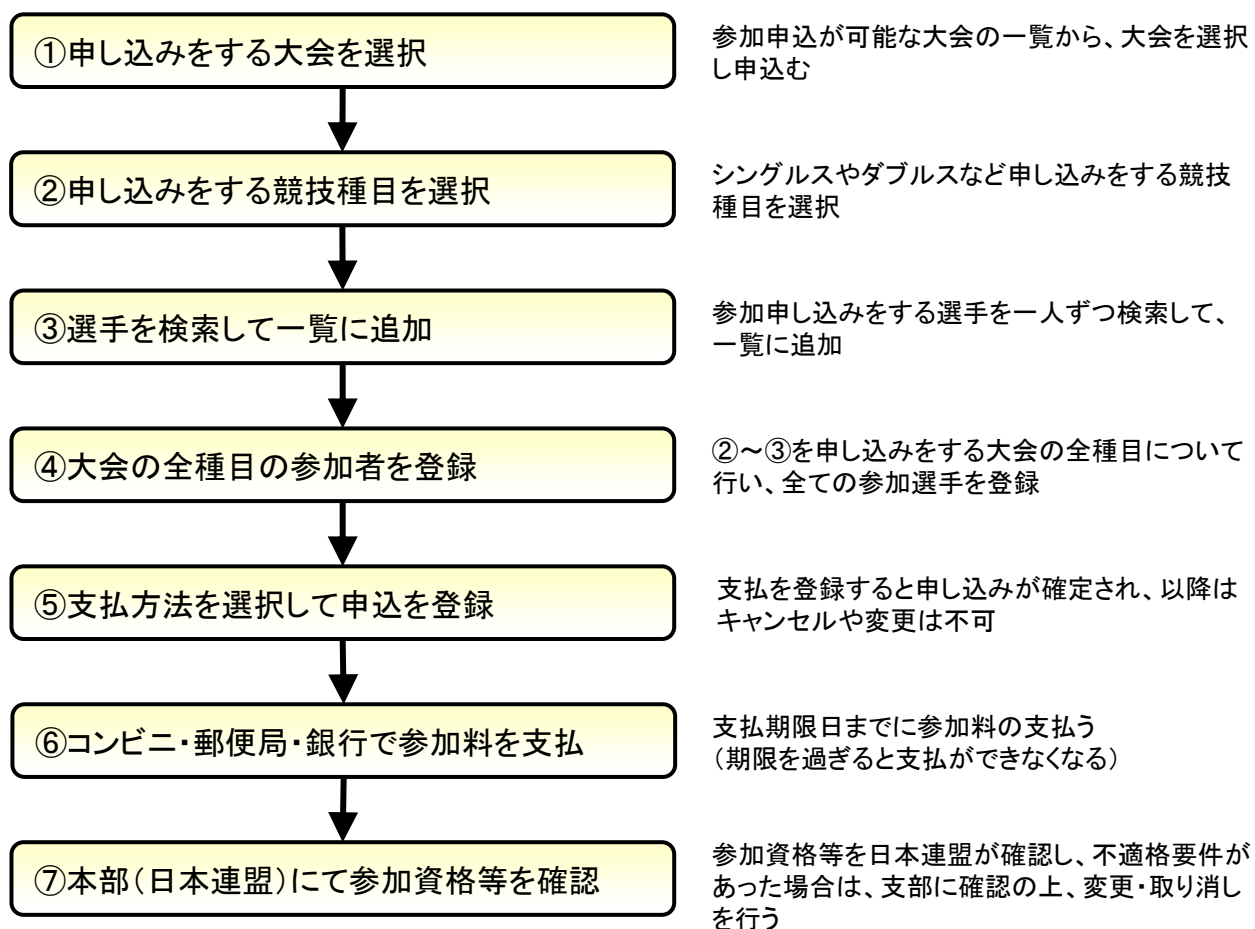 ①申し込みをする大会を選択
参加申込が可能な大会の一覧から、大会を選択
し申込む
②申し込みをする競技種目を選択
シングルスやダブルスなど申し込みをする競技
種目を選択
③選手を検索して一覧に追加
参加申し込みをする選手を一人ずつ検索して、
一覧に追加
④大会の全種目の参加者を登録
②～③を申し込みをする大会の全種目について
行い、全ての参加選手を登録
⑤支払方法を選択して申込を登録
支払を登録すると申し込みが確定され、以降は
キャンセルや変更は不可
⑥コンビニ・郵便局・銀行で参加料を支払
支払期限日までに参加料の支払う
（期限を過ぎると支払ができなくなる）
⑦本部（日本連盟）にて参加資格等を確認
参加資格等を日本連盟が確認し、不適格要件が
あった場合は、支部に確認の上、変更・取り消し
を行う